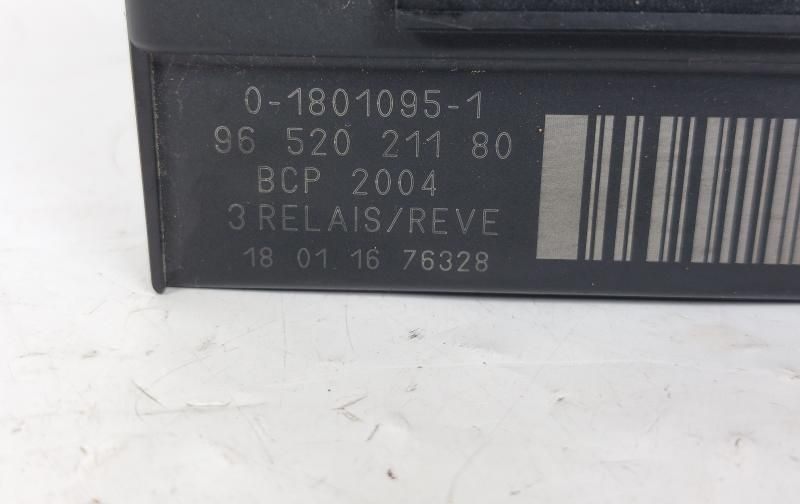 0-1801095-1
96 520 211 80
BCP 2004
3 RELAIS/REVE
18 01 16 76328